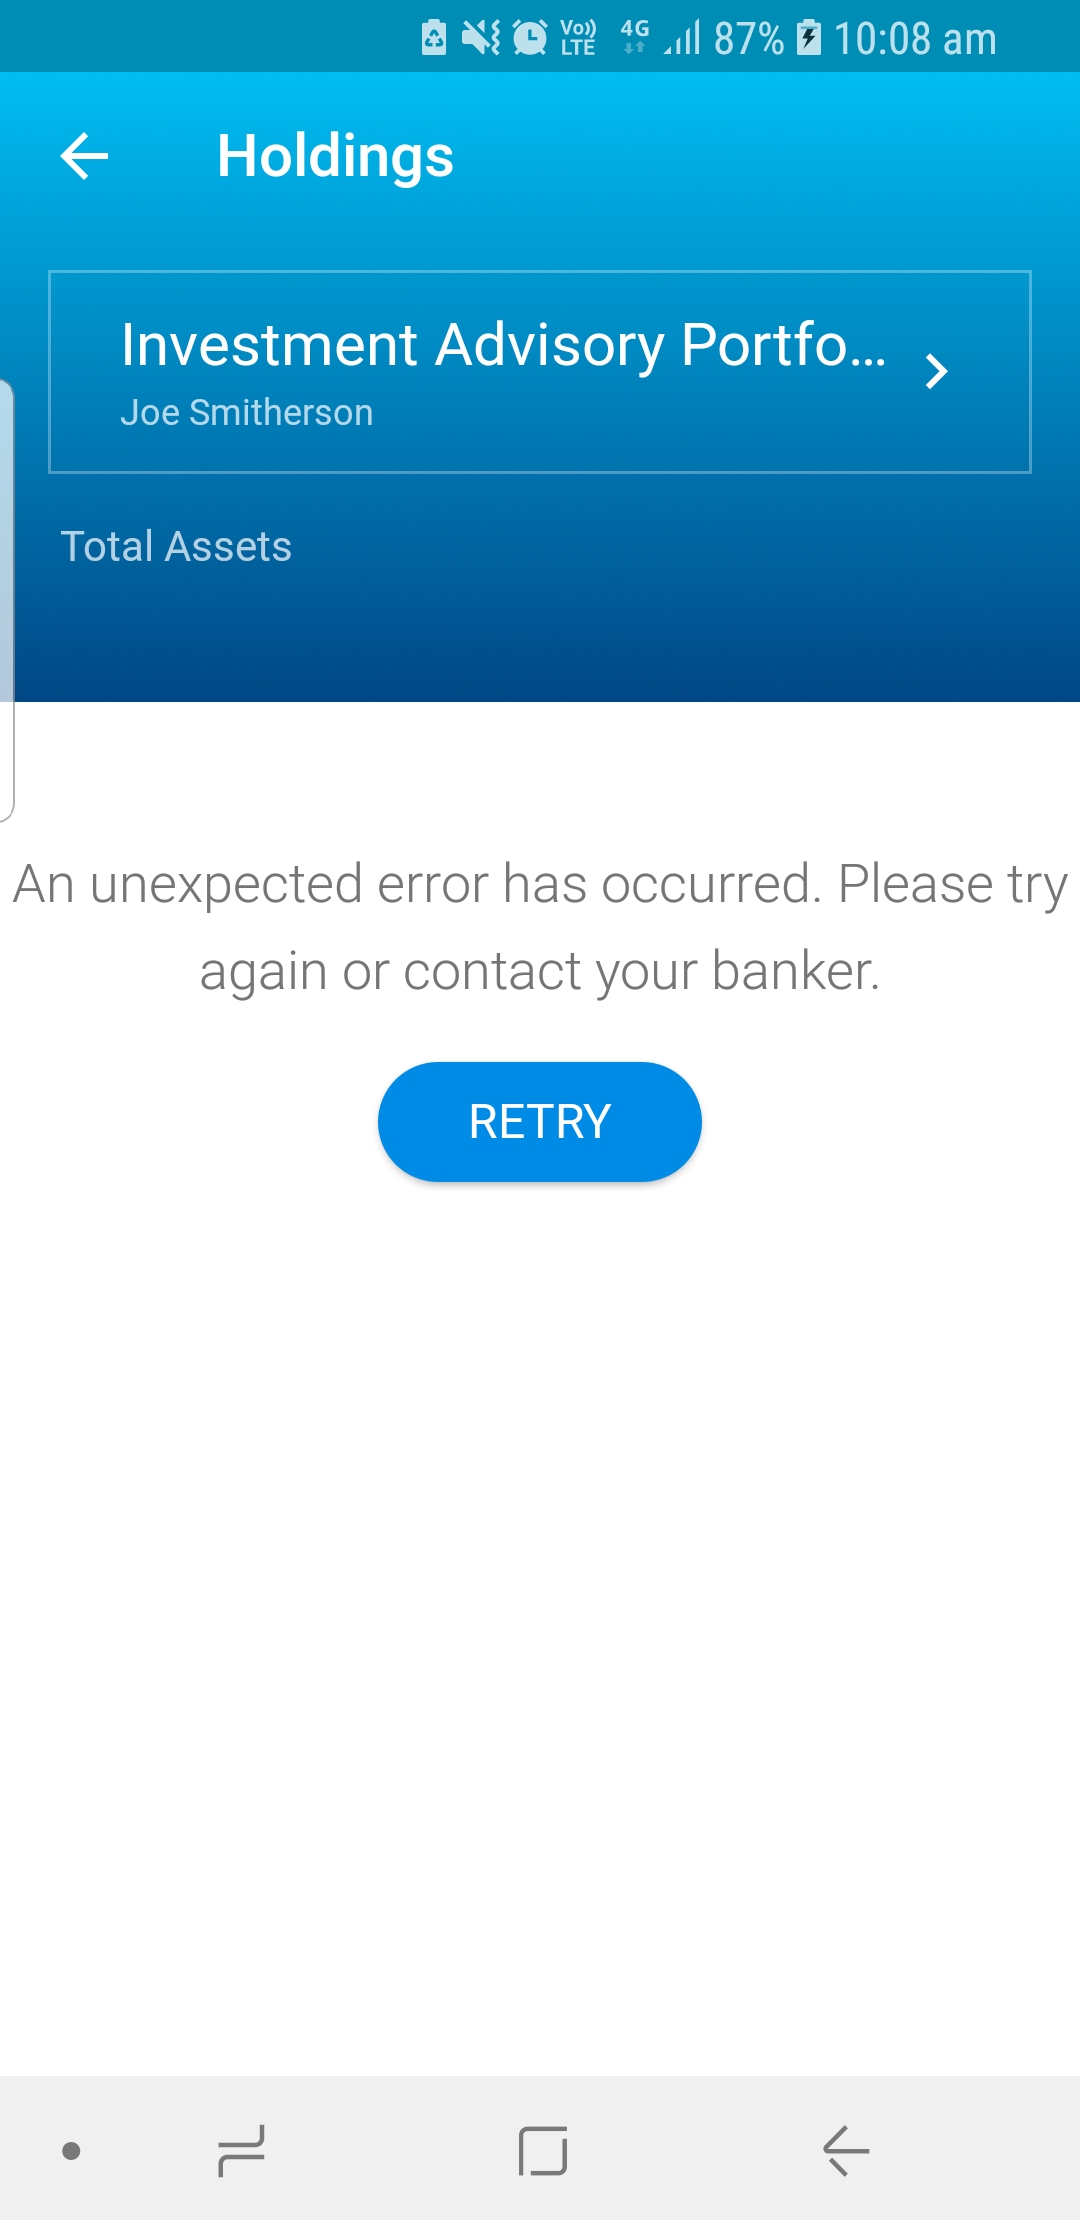 Vo)) LTE 4G 87% 10:08 am
Holdings
Investment Advisory Portfo...
Joe Smitherson
Total Assets
An unexpected error has occurred. Please try
again or contact your banker.
RETRY